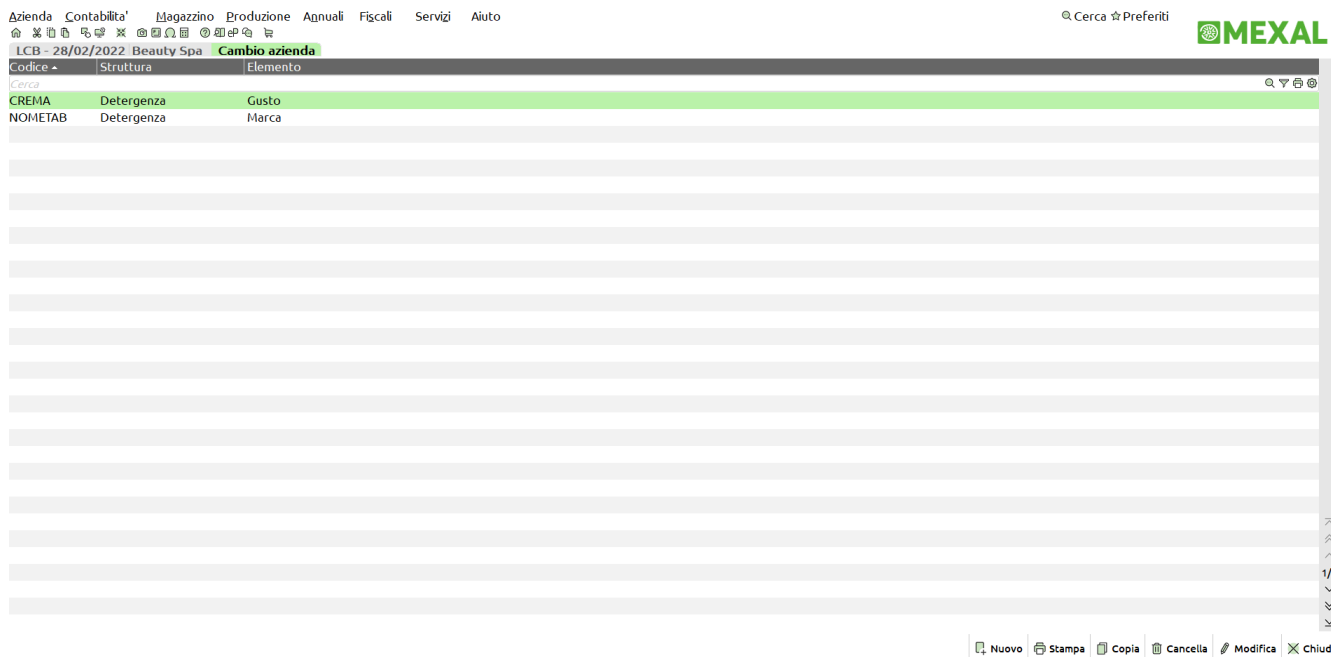 Azienda Contabilita' Magazzino Produzione Annuali Fiscali Servizi Aiuto Cerca Preferiti
MEXAL
LCB - 28/02/2022 Beauty Spa Cambio azienda
Codice Struttura Elemento
Cerca
CREMA Detergenza Gusto
NOMETAB Detergenza Marca
1/
Nuovo Stampa Copia Cancella Modifica Chiud